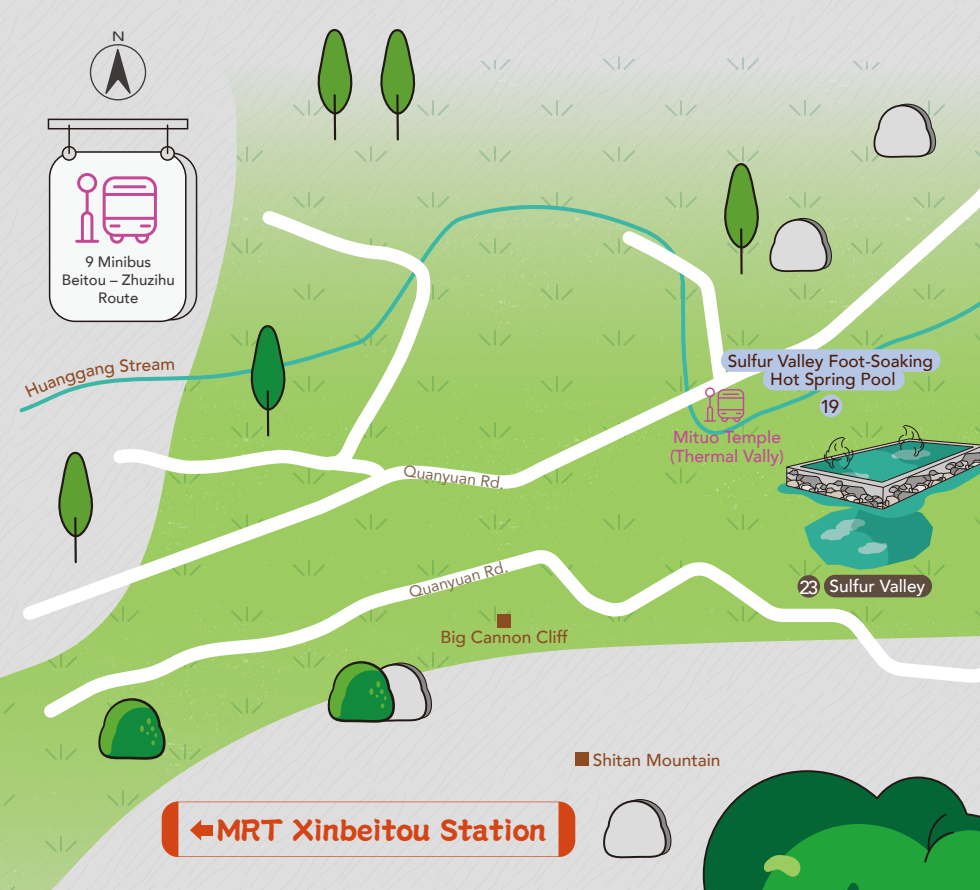 N
9 Minibus
Beitou – Zhuzihu
Route
Huanggang Stream
Sulfur Valley Foot-Soaking
Hot Spring Pool
19
Mituo Temple
(Thermal Vally)
Quanyuan Rd.
Quanyuan Rd.
23 Sulfur Valley
Big Cannon Cliff
Shitan Mountain
MRT Xinbeitou Station